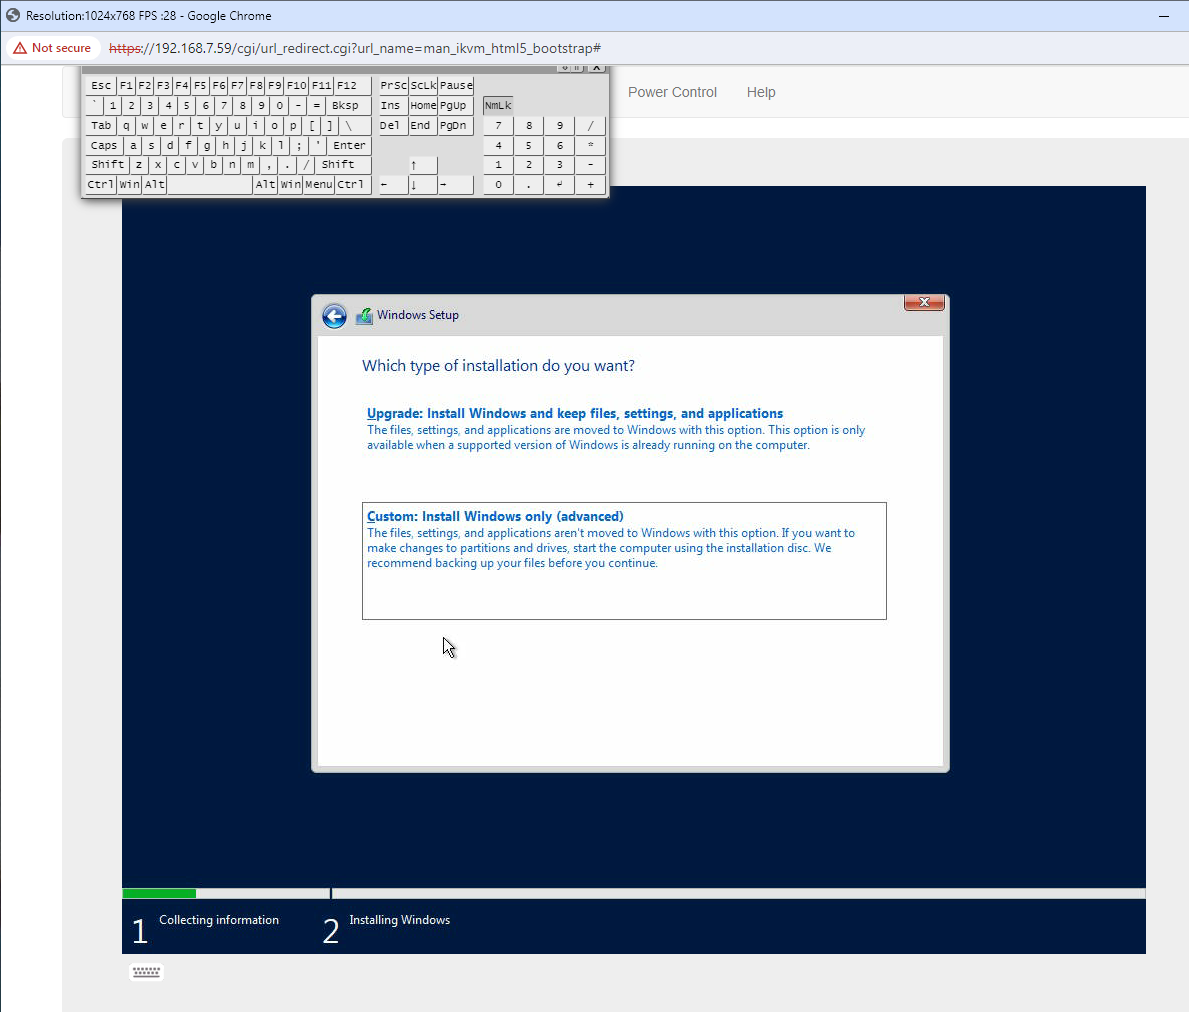 Resolution:1024x768 FPS :28 - Google Chrome
Not secure https://192.168.7.59/cgi/url_redirect.cgi?url_name=man_ikvm_html5_bootstrap#
Power Control Help
Esc F1 F2 F3 F4 F5 F6 F7 F8 F9 F10 F11 F12 PrSc ScLk Pause
` 1 2 3 4 5 6 7 8 9 0 - = Bksp Ins Home PgUp NmLk
Tab q w e r t y u i o p [ ] \ Del End PgDn 7 8 9 /
Caps a s d f g h j k l ; ' Enter 4 5 6 *
Shift z x c v b n m , . / Shift ↑ 1 2 3 -
Ctrl Win Alt Alt Win Menu Ctrl ← ↓ → 0 . ↲ +
Windows Setup
Which type of installation do you want?
Upgrade: Install Windows and keep files, settings, and applications
The files, settings, and applications are moved to Windows with this option. This option is only
available when a supported version of Windows is already running on the computer.
Custom: Install Windows only (advanced)
The files, settings, and applications aren't moved to Windows with this option. If you want to
make changes to partitions and drives, start the computer using the installation disc. We
recommend backing up your files before you continue.
1 Collecting information 2 Installing Windows